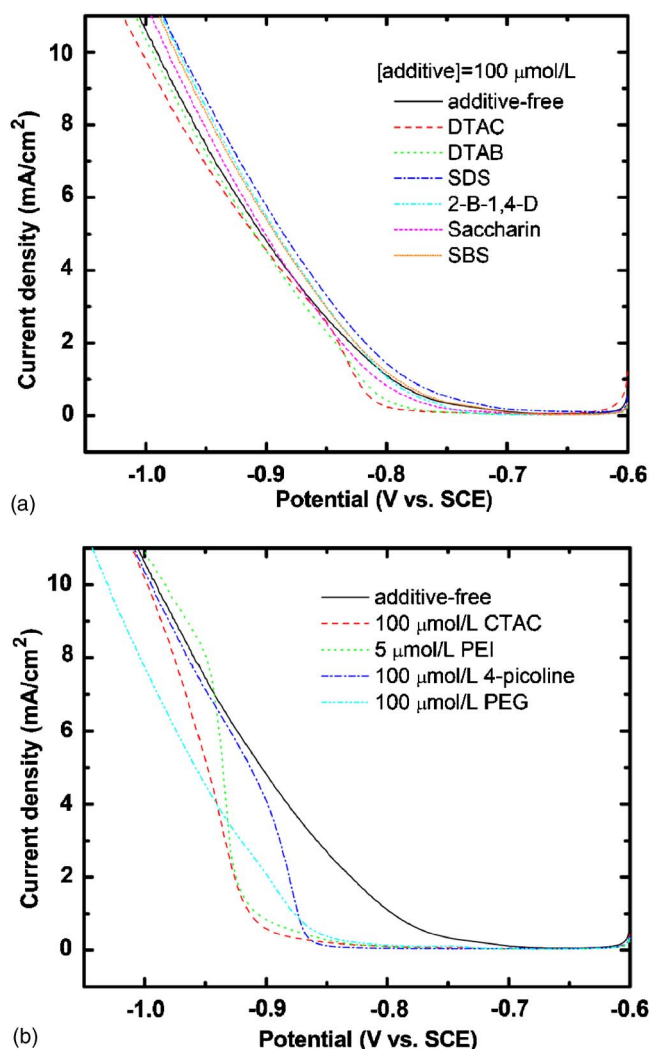 11
10
8
6
4
2
0
Current density (mA/cm²)
[additive]=100 μmol/L
additive-free
DTAC
DTAB
SDS
2-B-1,4-D
Saccharin
SBS
-1.0 -0.9 -0.8 -0.7 -0.6
Potential (V vs. SCE)
(a)
10
8
6
4
2
0
Current density (mA/cm²)
additive-free
100 μmol/L CTAC
5 μmol/L PEI
100 μmol/L 4-picoline
100 μmol/L PEG
-1.0 -0.9 -0.8 -0.7 -0.6
Potential (V vs. SCE)
(b)